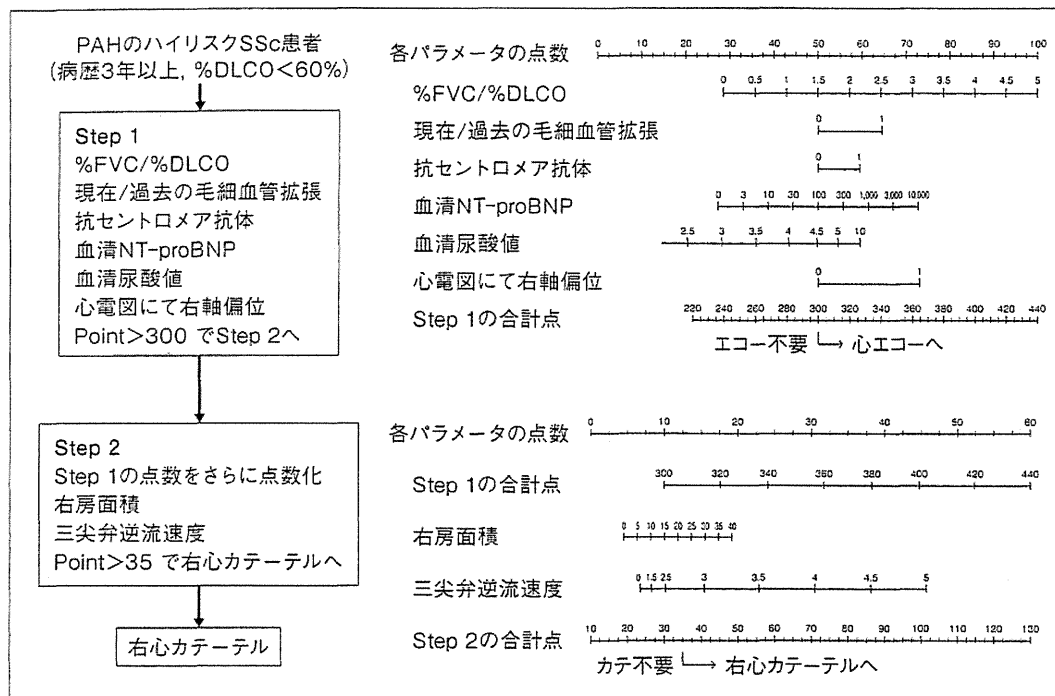 PAHのハイリスクSSc患者
(病歴3年以上, %DLCO<60%)
Step 1
%FVC/%DLCO
現在/過去の毛細血管拡張
抗セントロメア抗体
血清NT-proBNP
血清尿酸値
心電図にて右軸偏位
Point>300 でStep 2へ
Step 2
Step 1の点数をさらに点数化
右房面積
三尖弁逆流速度
Point>35 で右心カテーテルへ
右心カテーテル
各パラメータの点数 0 10 20 30 40 50 60 70 80 90 100
%FVC/%DLCO 0 0.5 1 1.5 2 2.5 3 3.5 4 4.5 5
現在/過去の毛細血管拡張 0 1
抗セントロメア抗体 0 1
血清NT-proBNP 0 3 10 30 100 300 1,000 3,000 10,000
血清尿酸値 2.5 3 3.5 4 4.5 5 10
心電図にて右軸偏位 0 1
Step 1の合計点 220 240 260 280 300 320 340 360 380 400 420 440
エコー不要 → 心エコーへ
各パラメータの点数 0 10 20 30 40 50 60
Step 1の合計点 300 320 340 360 380 400 420 440
右房面積 0 5 10 15 20 25 30 35 40
三尖弁逆流速度 0 1.5 2.5 3 3.5 4 4.5 5
Step 2の合計点 10 20 30 40 50 60 70 80 90 100 110 120 130
カテ不要 → 右心カテーテルへ